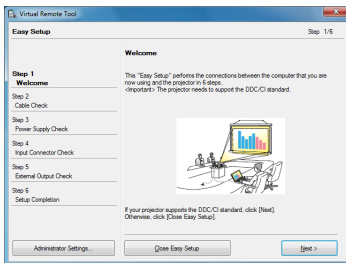 Virtual Remote Tool
Easy Setup
Step 1/6
Welcome
Step 1
Welcome
Step 2
Cable Check
Step 3
Power Supply Check
Step 4
Input Connector Check
Step 5
External Output Check
Step 6
Setup Completion
This "Easy Setup" performs the connections between the computer that you are
now using and the projector in 6 steps.
<Important> The projector needs to support the DDC/CI standard.
If your projector supports the DDC/CI standard, click [Next].
Otherwise, click [Close Easy Setup].
Administrator Settings...
Close Easy Setup
Next >